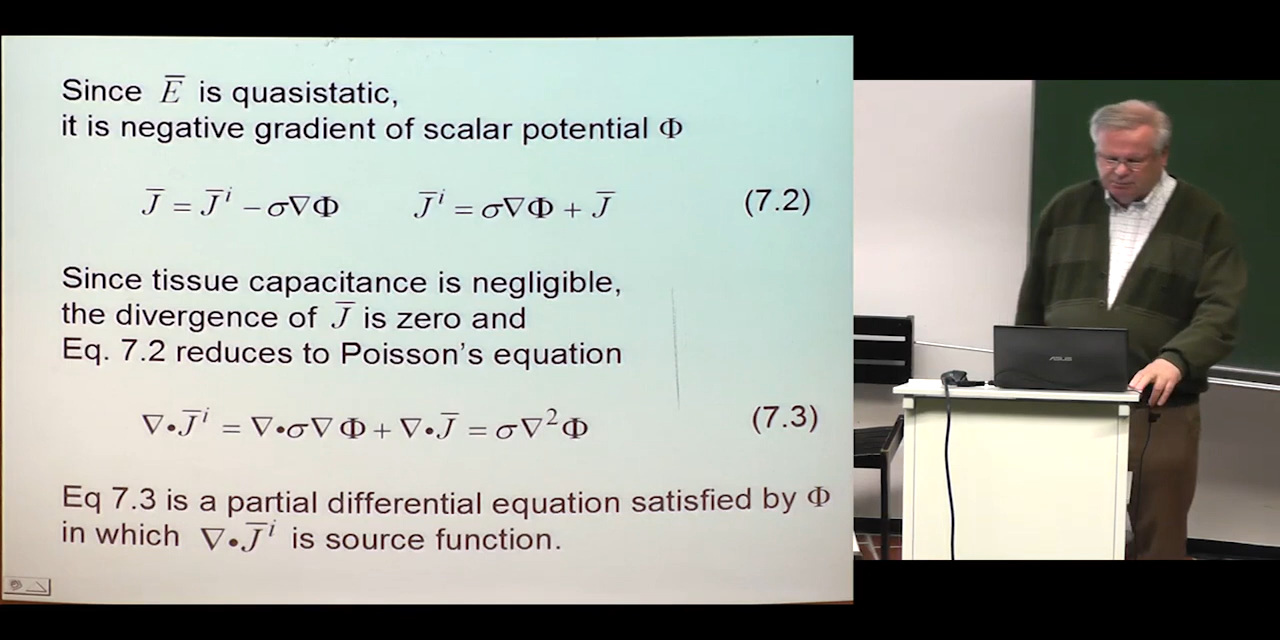 Since E̅ is quasistatic,
it is negative gradient of scalar potential Φ
J̅ = J̅ⁱ − σ∇Φ J̅ⁱ = σ∇Φ + J̅ (7.2)
Since tissue capacitance is negligible,
the divergence of J̅ is zero and
Eq. 7.2 reduces to Poisson's equation
∇•J̅ⁱ = ∇•σ∇Φ + ∇•J̅ = σ∇²Φ (7.3)
Eq 7.3 is a partial differential equation satisfied by Φ
in which ∇•J̅ⁱ is source function.
ASUS